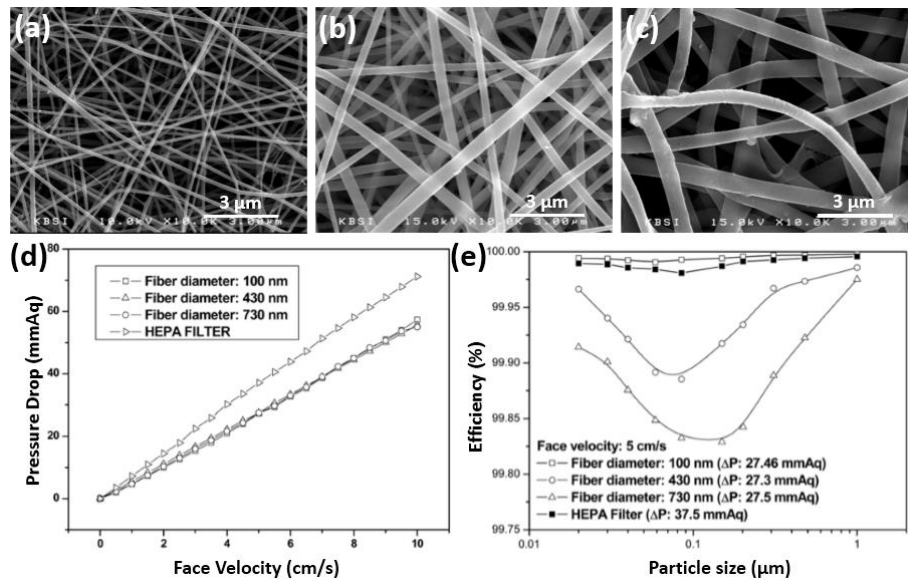 (a)
3 μm
KBSI 10.0kV X10.0K 3.00μm
(b)
3 μm
KBSI 15.0kV X10.0K 3.00μm
(c)
3 μm
KBSI 15.0kV X10.0K 3.00μm
(d)
Pressure Drop (mmAq)
80
60
40
20
0
Fiber diameter: 100 nm
Fiber diameter: 430 nm
Fiber diameter: 730 nm
HEPA FILTER
0 2 4 6 8 10
Face Velocity (cm/s)
(e)
Efficiency (%)
100.00
99.95
99.90
99.85
99.80
99.75
Face velocity: 5 cm/s
Fiber diameter: 100 nm (ΔP: 27.46 mmAq)
Fiber diameter: 430 nm (ΔP: 27.3 mmAq)
Fiber diameter: 730 nm (ΔP: 27.5 mmAq)
HEPA Filter (ΔP: 37.5 mmAq)
0.01 0.1 1
Particle size (μm)